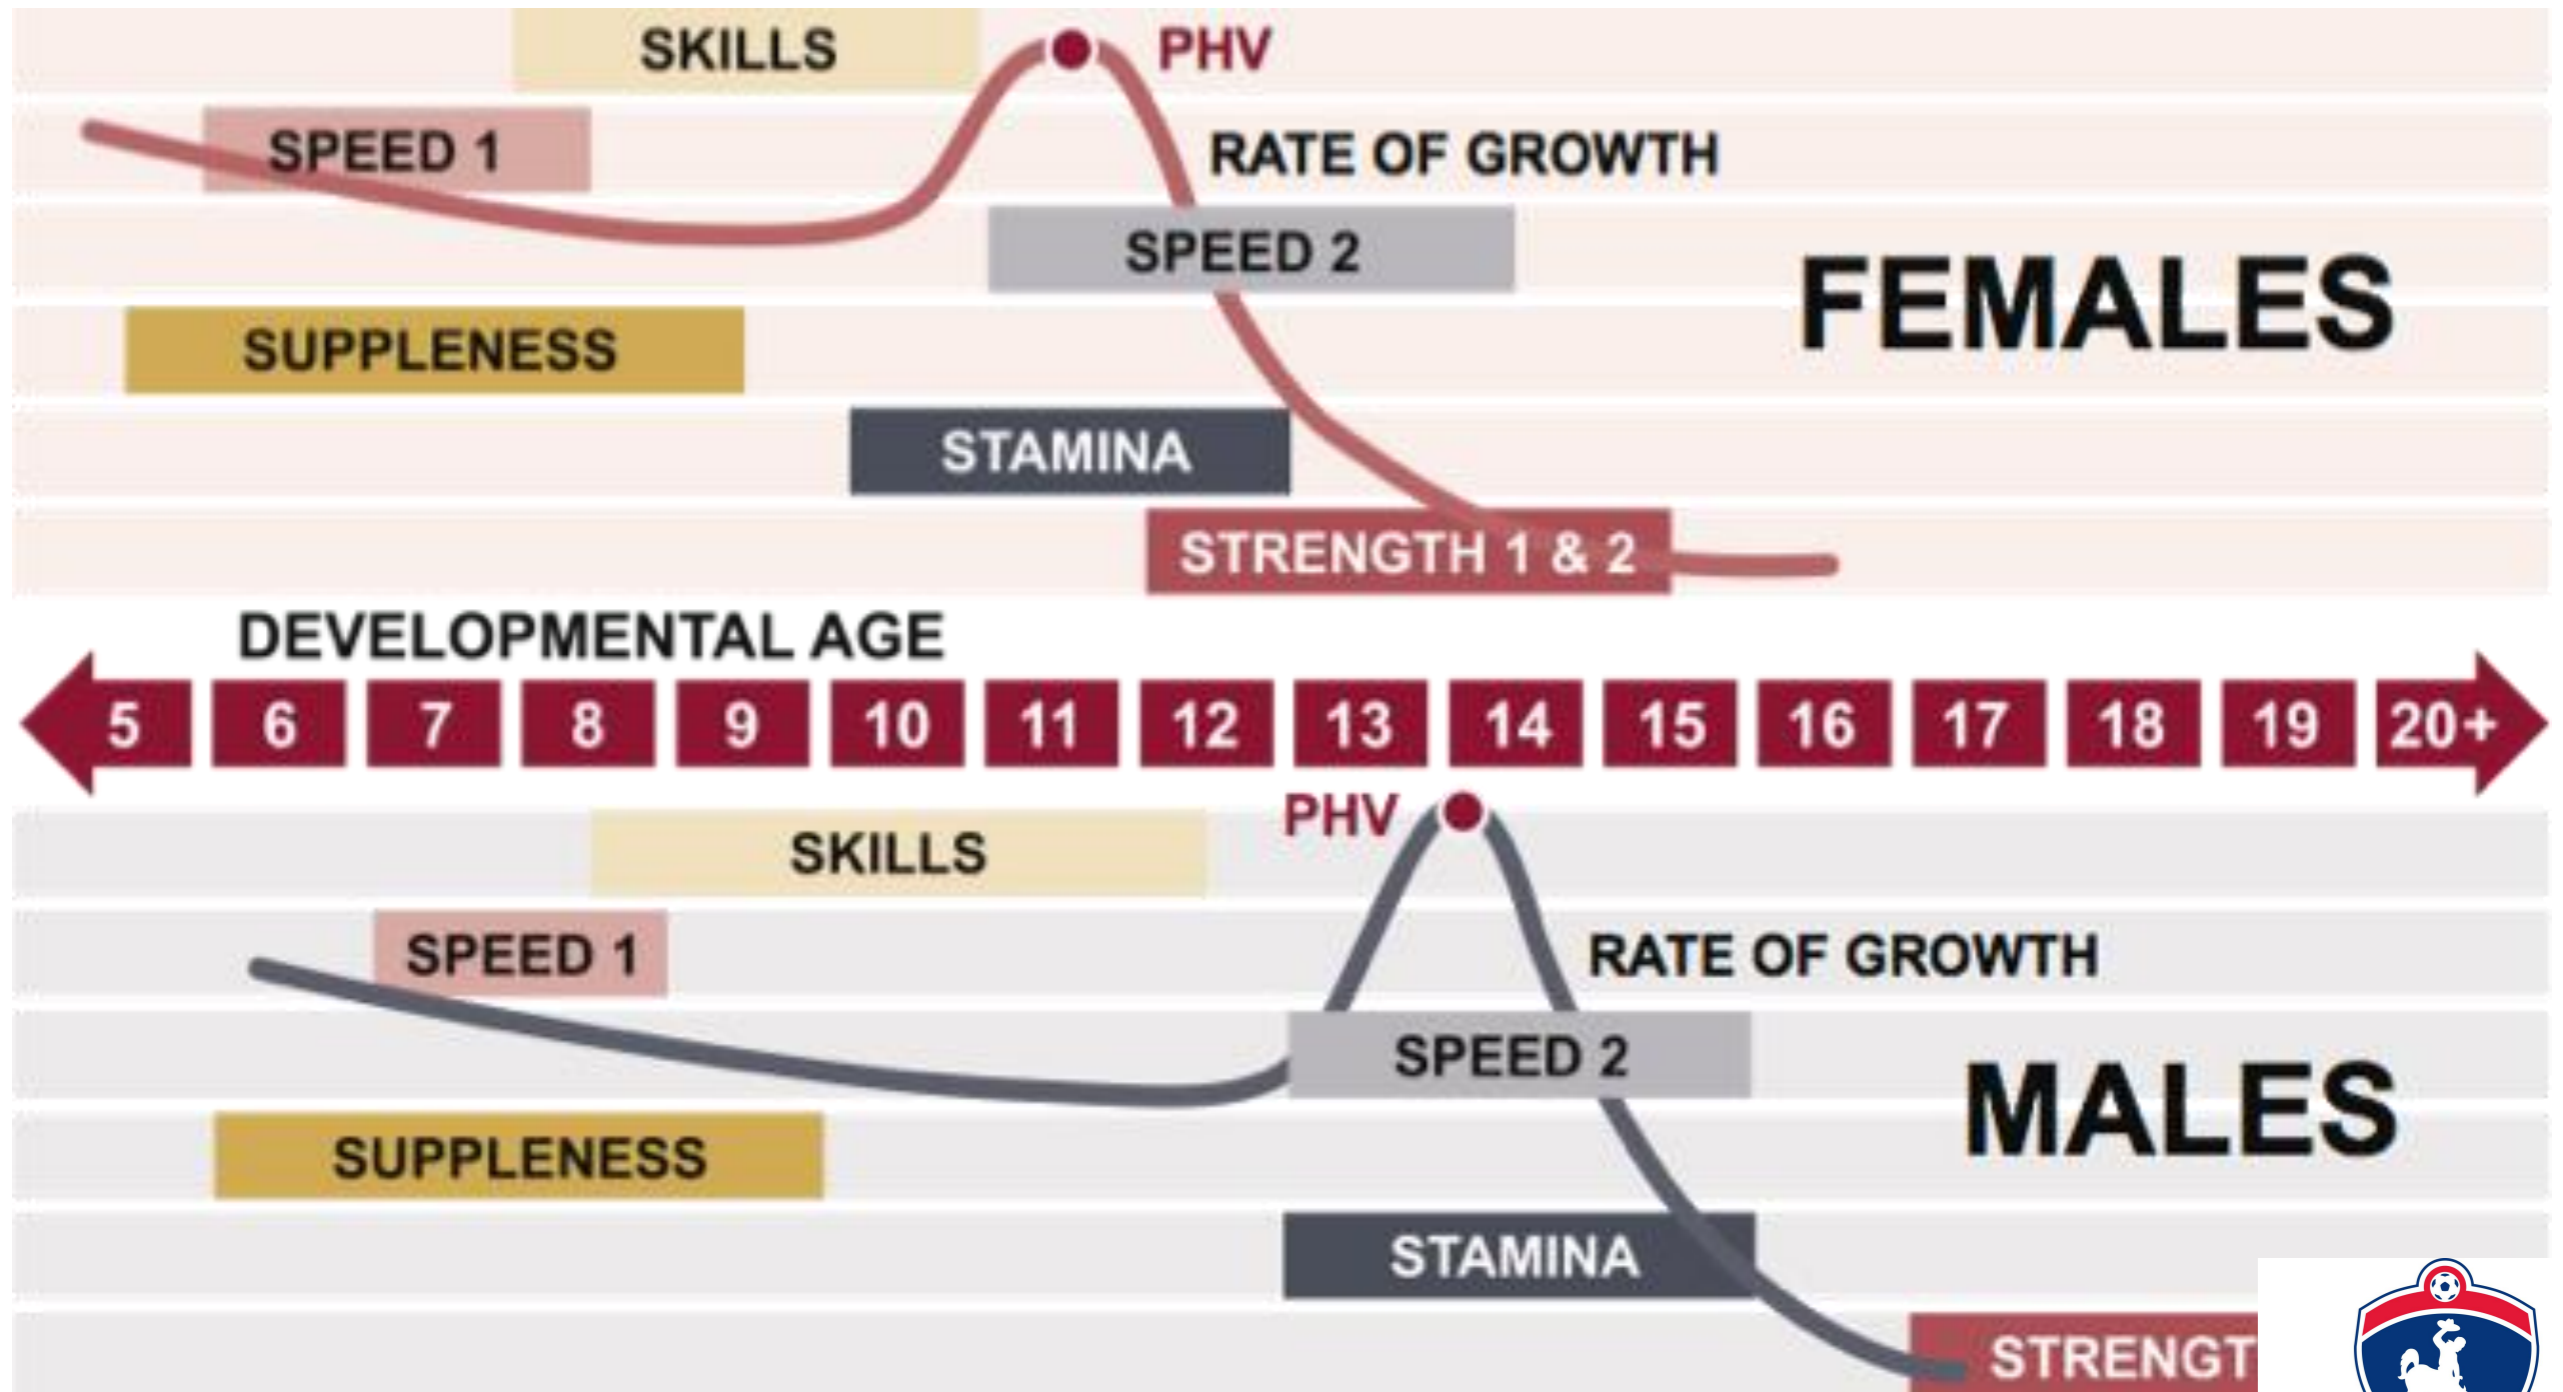 SKILLS
PHV
SPEED 1
RATE OF GROWTH
SPEED 2
FEMALES
SUPPLENESS
STAMINA
STRENGTH 1 & 2
DEVELOPMENTAL AGE
5 6 7 8 9 10 11 12 13 14 15 16 17 18 19 20+
PHV
SKILLS
SPEED 1
RATE OF GROWTH
SPEED 2
MALES
SUPPLENESS
STAMINA
STRENGT